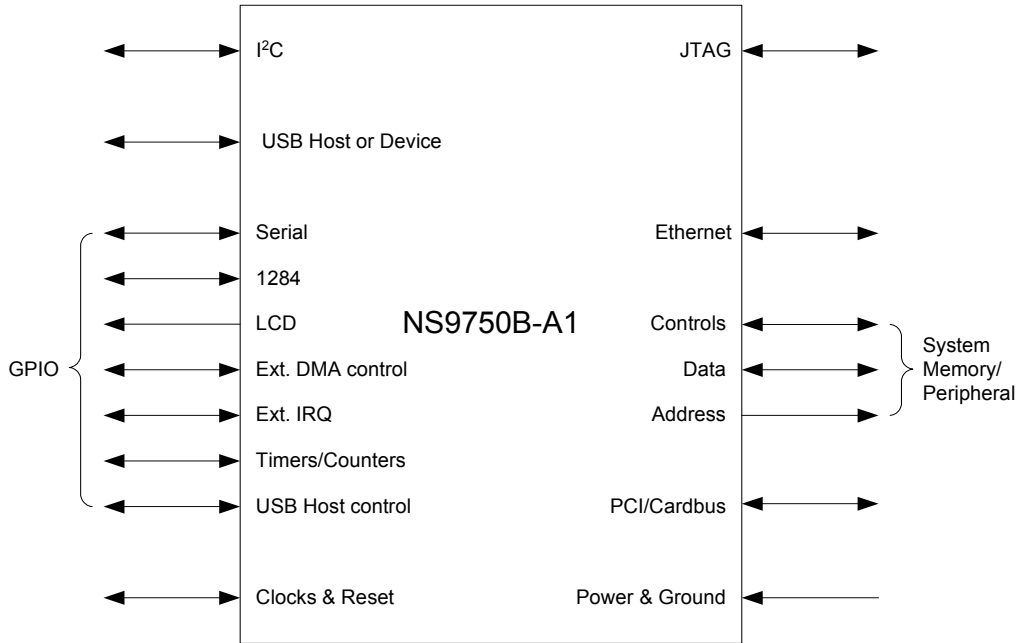 I²C
JTAG
USB Host or Device
Serial
Ethernet
1284
LCD
NS9750B-A1
Controls
GPIO
Ext. DMA control
Data
System
Memory/
Peripheral
Ext. IRQ
Address
Timers/Counters
USB Host control
PCI/Cardbus
Clocks & Reset
Power & Ground